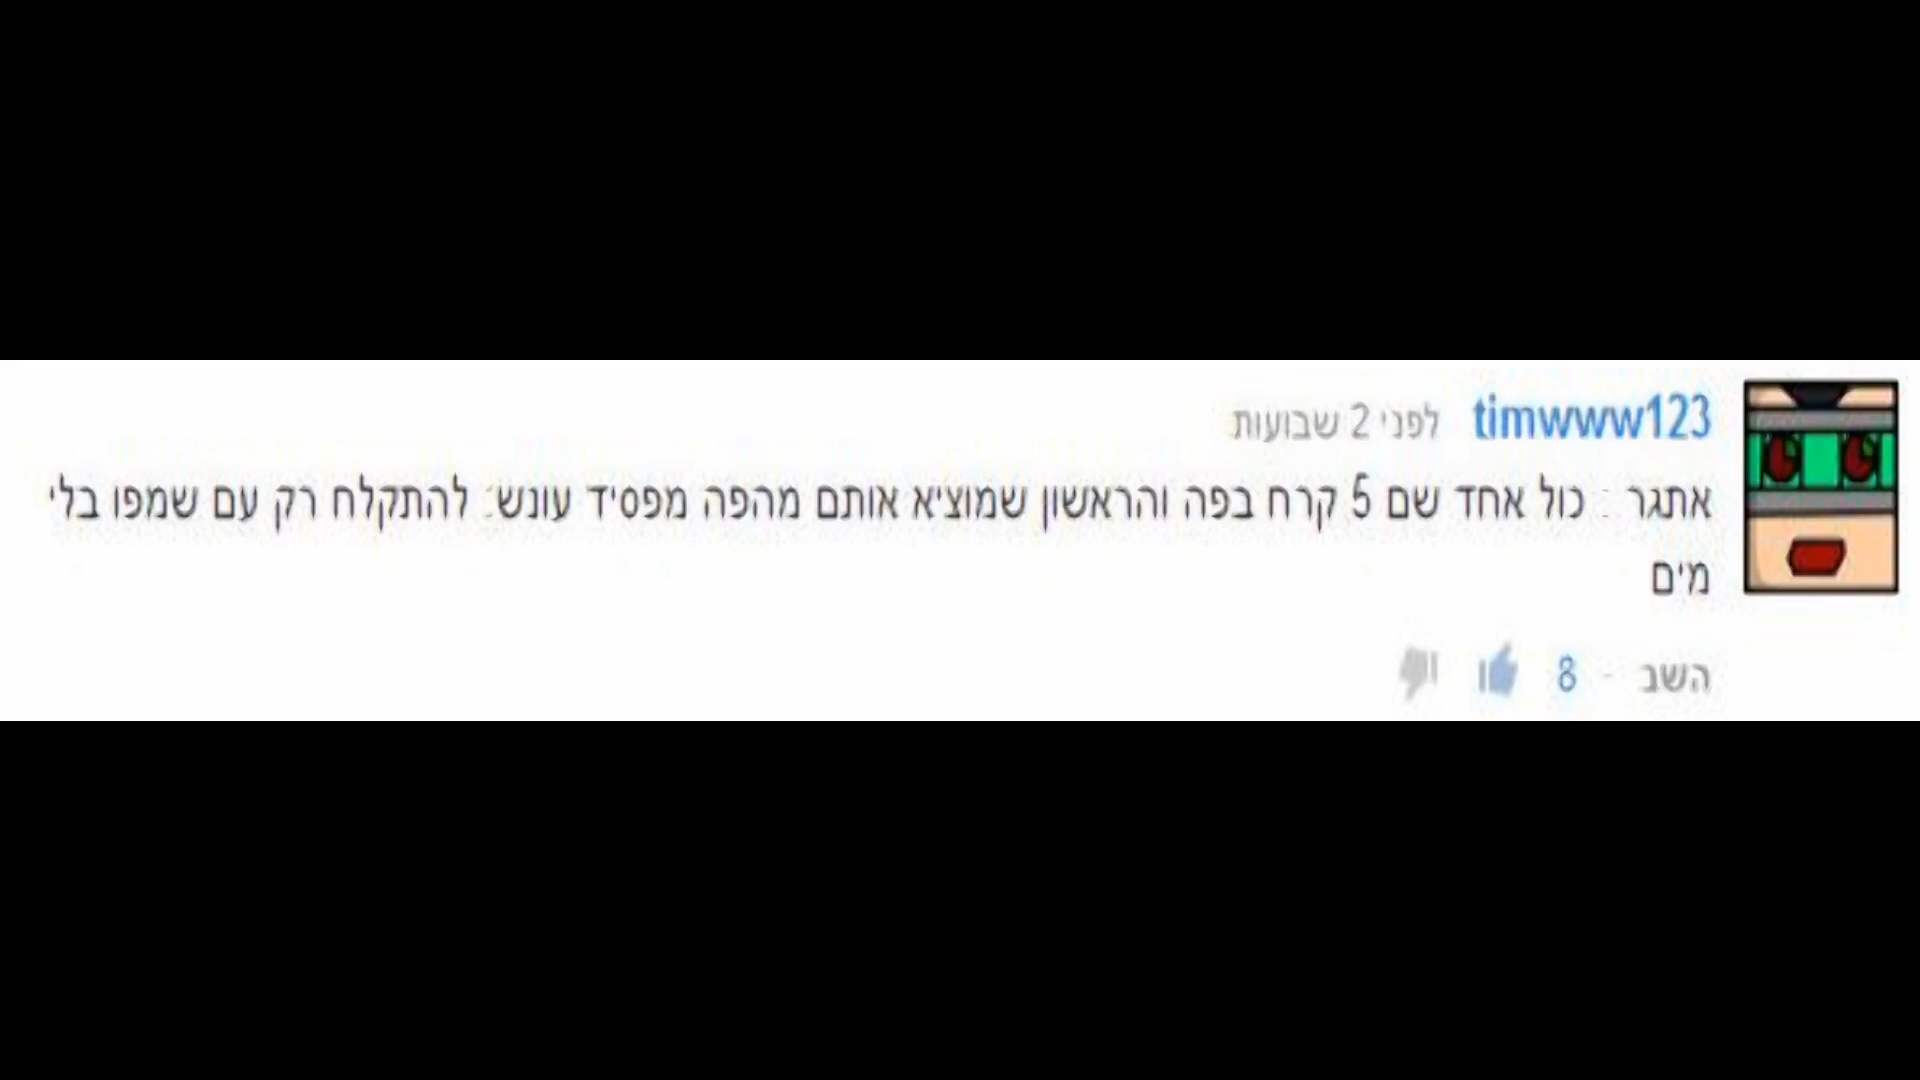 timwww123 לפני 2 שבועות
אתגר : כול אחד שם 5 קרח בפה והראשון שמוציא אותם מהפה מפסיד עונש: להתקלח רק עם שמפו בלי
מים
השב · 8